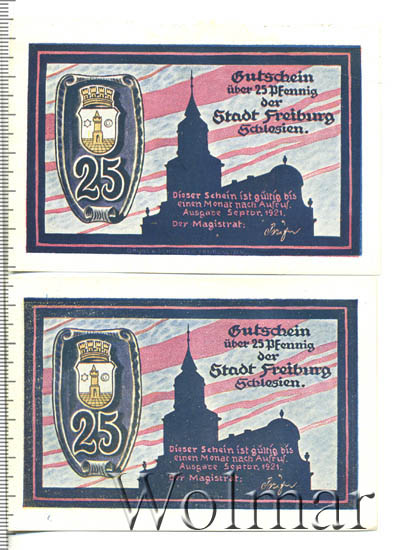 Gutschein
über 25 Pfennig
der
Stadt Freiburg
Schlesien.
25
Dieser Schein ist gültig bis
einen Monat nach Aufruf.
Ausgabe Septbr. 1921.
Der Magistrat:
Gutschein
über 25 Pfennig
der
Stadt Freiburg
Schlesien.
25
Dieser Schein ist gültig bis
einen Monat nach Aufruf.
Ausgabe Septbr. 1921.
Der Magistrat:
Wolmar